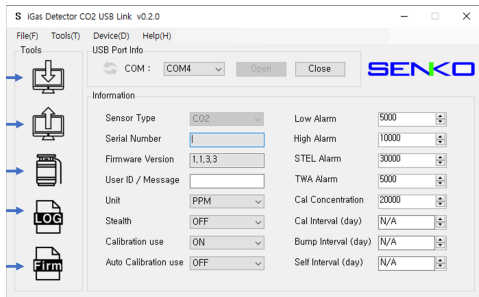 S iGas Detector CO2 USB Link v0.2.0
File(F) Tools(T) Device(D) Help(H)
Tools
USB Port Info
COM : COM4 Open Close
SENKO
Information
Sensor Type CO2 Low Alarm 5000
Serial Number High Alarm 10000
Firmware Version 1,1,3,3 STEL Alarm 30000
User ID / Message TWA Alarm 5000
Unit PPM Cal Concentration 20000
Stealth OFF Cal Interval (day) N/A
Calibration use ON Bump Interval (day) N/A
Auto Calibration use OFF Self Interval (day) N/A
LOG
Firm